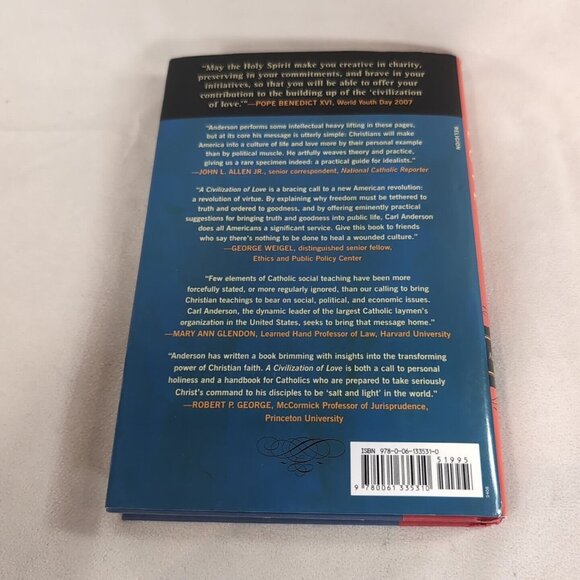 "May the Holy Spirit make you creative in charity,
preserving in your commitments, and brave in your
initiatives, so that you will be able to offer your
contribution to the building up of the 'civilization
of love.'"—POPE BENEDICT XVI, World Youth Day 2007
RELIGION
"Anderson performs some intellectual heavy lifting in these pages,
but at its core his message is utterly simple: Christians will make
America into a culture of life and love more by their personal example
than by political muscle. He artfully weaves theory and practice,
giving us a rare specimen indeed: a practical guide for idealists."
—JOHN L. ALLEN JR., senior correspondent, National Catholic Reporter
"A Civilization of Love is a bracing call to a new American revolution:
a revolution of virtue. By explaining why freedom must be tethered to
truth and ordered to goodness, and by offering eminently practical
suggestions for bringing truth and goodness into public life, Carl Anderson
does all Americans a significant service. Give this book to friends
who say there's nothing to be done to heal a wounded culture."
—GEORGE WEIGEL, distinguished senior fellow,
Ethics and Public Policy Center
"Few elements of Catholic social teaching have been more
forcefully stated, or more regularly ignored, than our calling to bring
Christian teachings to bear on social, political, and economic issues.
Carl Anderson, the dynamic leader of the largest Catholic laymen's
organization in the United States, seeks to bring that message home."
—MARY ANN GLENDON, Learned Hand Professor of Law, Harvard University
"Anderson has written a book brimming with insights into the transforming
power of Christian faith. A Civilization of Love is both a call to personal
holiness and a handbook for Catholics who are prepared to take seriously
Christ's command to his disciples to be 'salt and light' in the world."
—ROBERT P. GEORGE, McCormick Professor of Jurisprudence,
Princeton University
ISBN 978-0-06-133531-0
51995
9 780061 335310